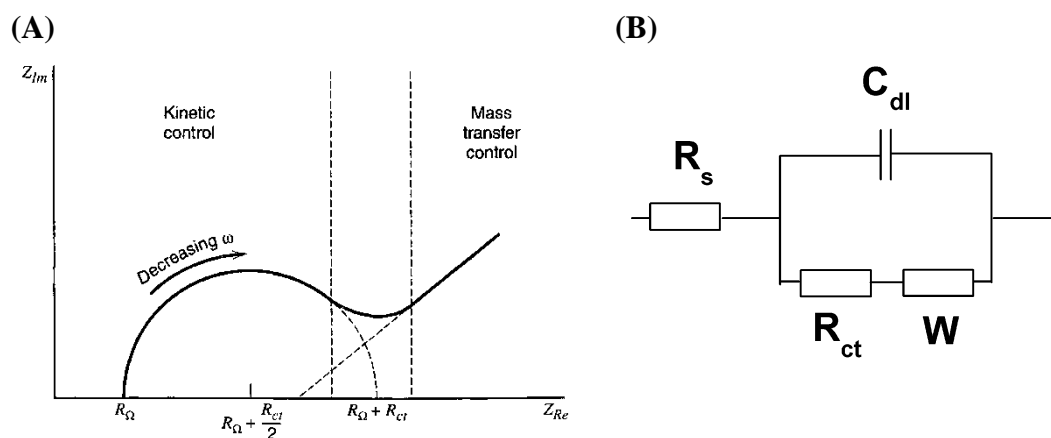 (A)
Z_Im
Kinetic
control
Mass
transfer
control
Decreasing ω
R_Ω
R_Ω + R_ct/2
R_Ω + R_ct
Z_Re
(B)
C_dl
R_s
R_ct
W